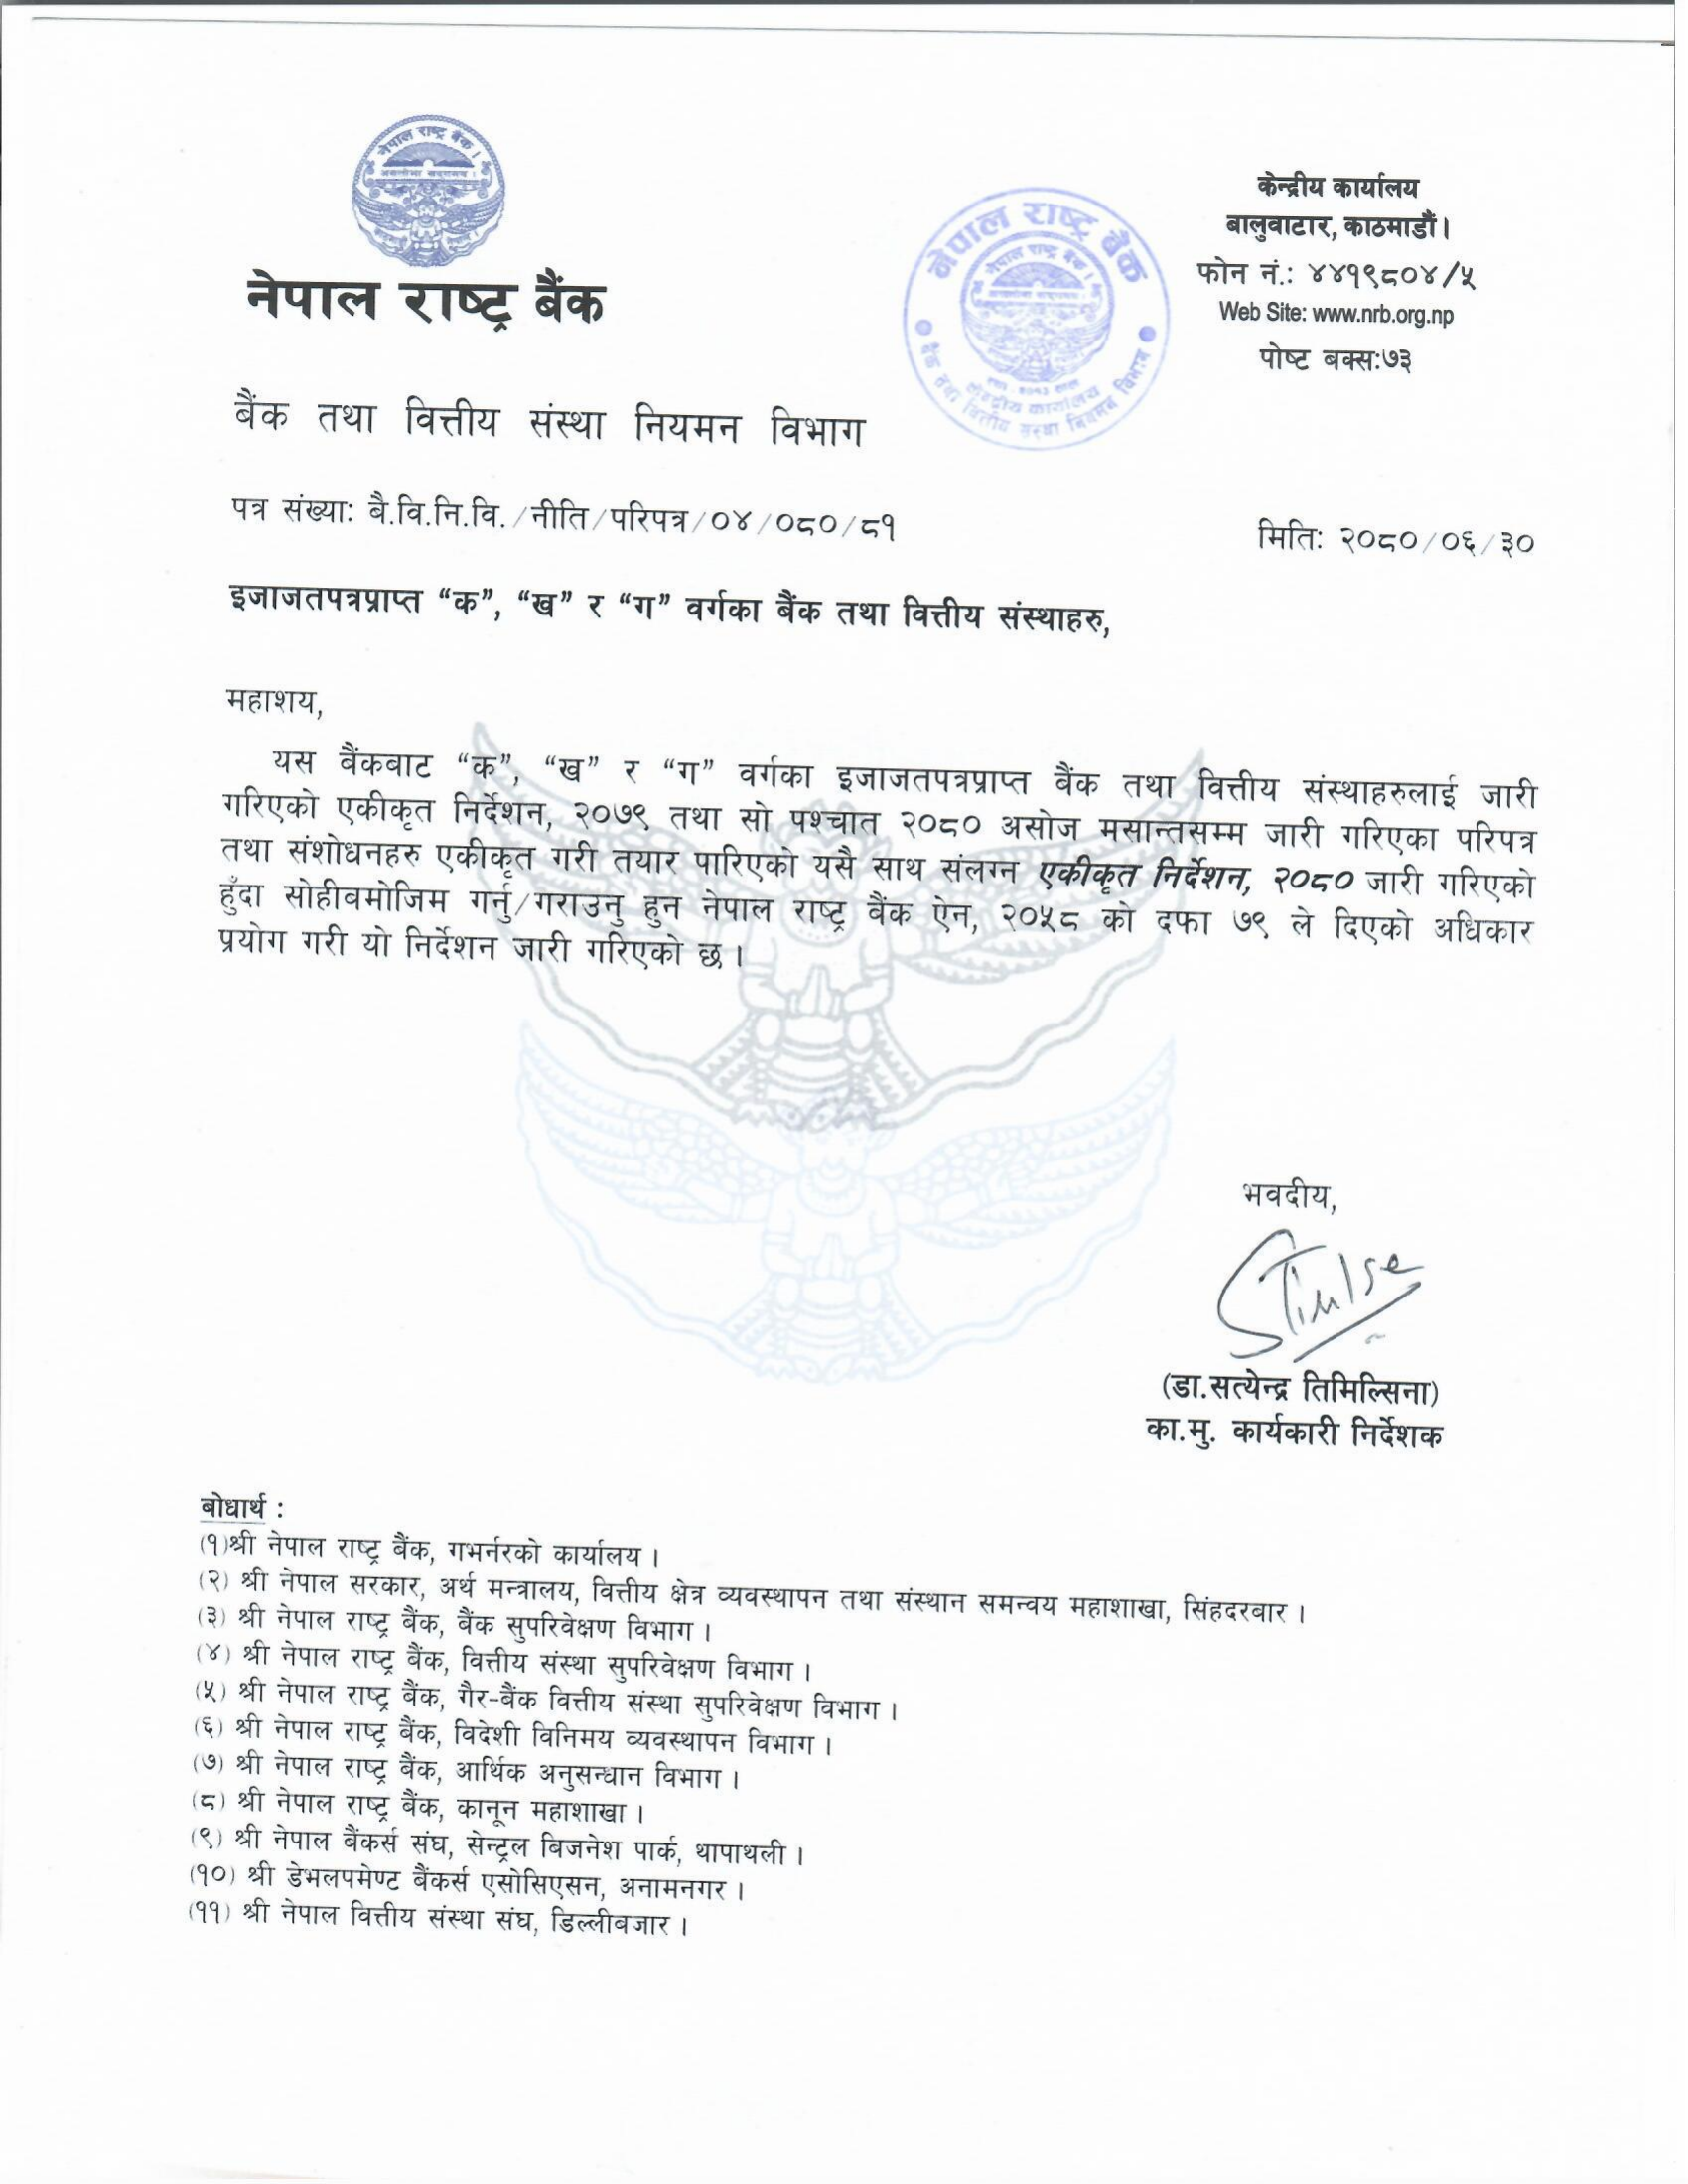 नेपाल राष्ट्र बैंक
नेपाल राष्ट्र बैंक
बैंक तथा वित्तीय संस्था नियमन विभाग
केन्द्रीय कार्यालय
केन्द्रीय कार्यालय
बालुवाटार, काठमाडौं।
फोन नं.: ४४१९८०४/५
Web Site: www.nrb.org.np
पोष्ट बक्स:७३
बैंक तथा वित्तीय संस्था नियमन विभाग
पत्र संख्या: बै.वि.नि.वि./नीति/परिपत्र/०४/०८०/८१
मिति: २०८०/०६/३०
इजाजतपत्रप्राप्त “क”, “ख” र “ग” वर्गका बैंक तथा वित्तीय संस्थाहरु,
महाशय,
यस बैंकबाट “क”, “ख” र “ग” वर्गका इजाजतपत्रप्राप्त बैंक तथा वित्तीय संस्थाहरुलाई जारी
गरिएको एकीकृत निर्देशन, २०७९ तथा सो पश्चात २०८० असोज मसान्तसम्म जारी गरिएका परिपत्र
तथा संशोधनहरु एकीकृत गरी तयार पारिएको यसै साथ संलग्न एकीकृत निर्देशन, २०८० जारी गरिएको
हुँदा सोहीबमोजिम गर्नु/गराउनु हुन नेपाल राष्ट्र बैंक ऐन, २०५८ को दफा ७९ ले दिएको अधिकार
प्रयोग गरी यो निर्देशन जारी गरिएको छ।
भवदीय,
(डा.सत्येन्द्र तिमिल्सिना)
का.मु. कार्यकारी निर्देशक
बोधार्थ :
(१)श्री नेपाल राष्ट्र बैंक, गभर्नरको कार्यालय।
(२) श्री नेपाल सरकार, अर्थ मन्त्रालय, वित्तीय क्षेत्र व्यवस्थापन तथा संस्थान समन्वय महाशाखा, सिंहदरबार।
(३) श्री नेपाल राष्ट्र बैंक, बैंक सुपरिवेक्षण विभाग।
(४) श्री नेपाल राष्ट्र बैंक, वित्तीय संस्था सुपरिवेक्षण विभाग।
(५) श्री नेपाल राष्ट्र बैंक, गैर-बैंक वित्तीय संस्था सुपरिवेक्षण विभाग।
(६) श्री नेपाल राष्ट्र बैंक, विदेशी विनिमय व्यवस्थापन विभाग।
(७) श्री नेपाल राष्ट्र बैंक, आर्थिक अनुसन्धान विभाग।
(८) श्री नेपाल राष्ट्र बैंक, कानून महाशाखा।
(९) श्री नेपाल बैंकर्स संघ, सेन्ट्रल बिजनेश पार्क, थापाथली।
(१०) श्री डेभलपमेण्ट बैंकर्स एसोसिएसन, अनामनगर।
(११) श्री नेपाल वित्तीय संस्था संघ, डिल्लीबजार।